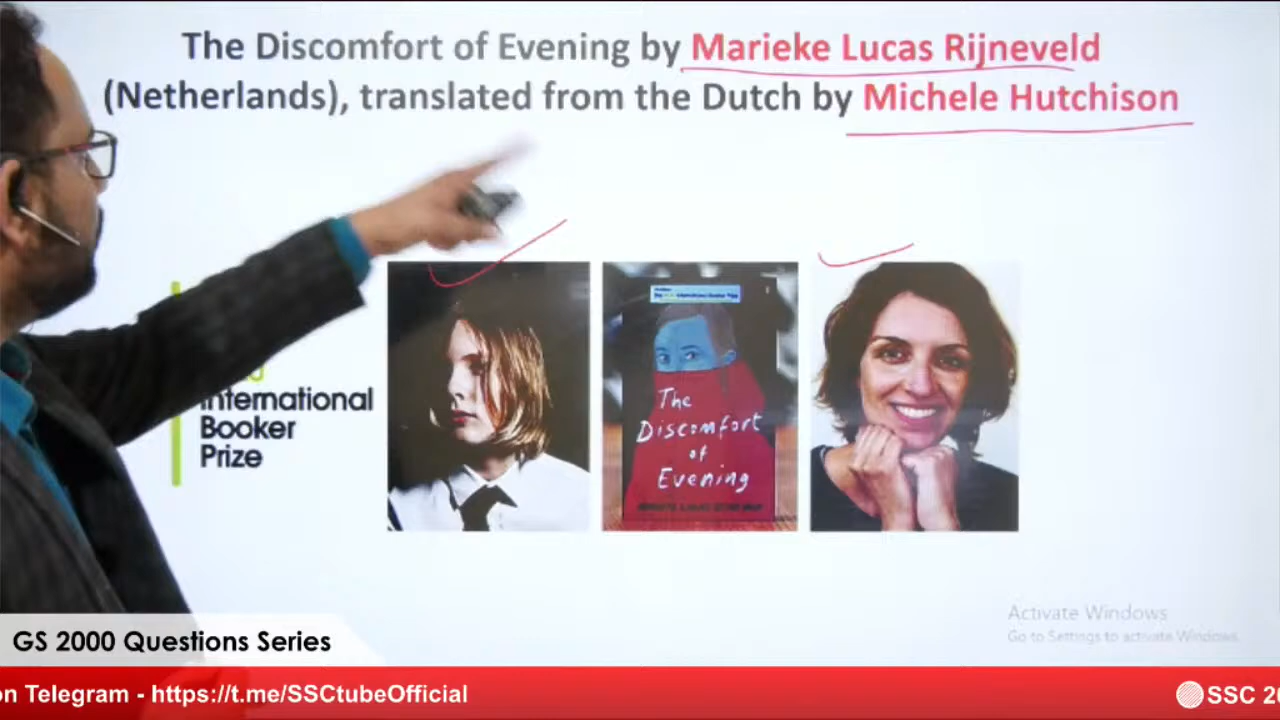 The Discomfort of Evening by Marieke Lucas Rijneveld
(Netherlands), translated from the Dutch by Michele Hutchison
International
Booker
Prize
The
Discomfort
of
Evening
Activate Windows
Go to Settings to activate Windows.
GS 2000 Questions Series
on Telegram - https://t.me/SSCtubeOfficial
SSC 20